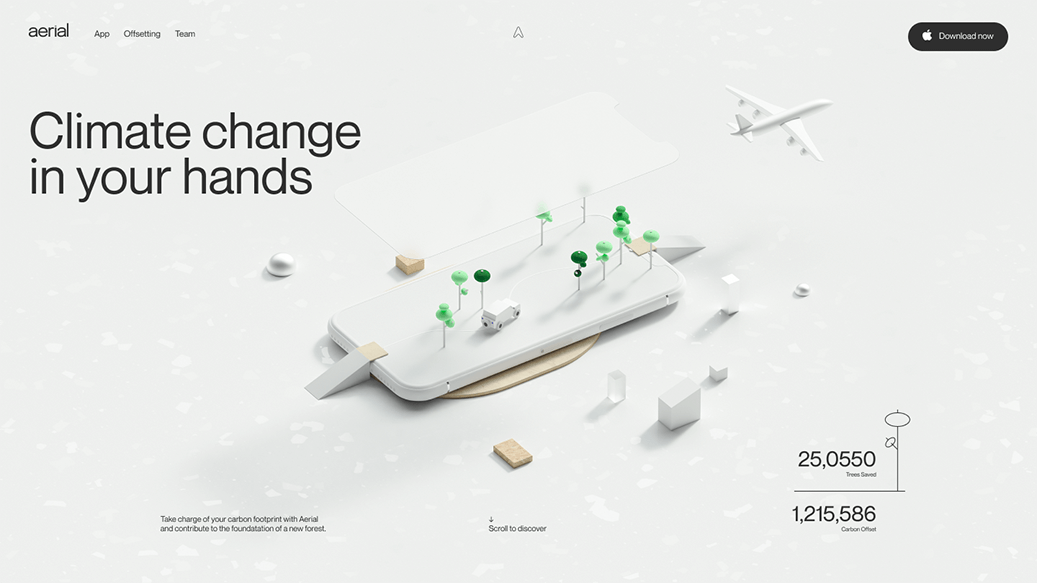 aerial
App
Offsetting
Team
Download now
Climate change
in your hands
25,0550
Trees Saved
1,215,586
Carbon Offset
Take charge of your carbon footprint with Aerial
and contribute to the foundatation of a new forest.
↓
Scroll to discover